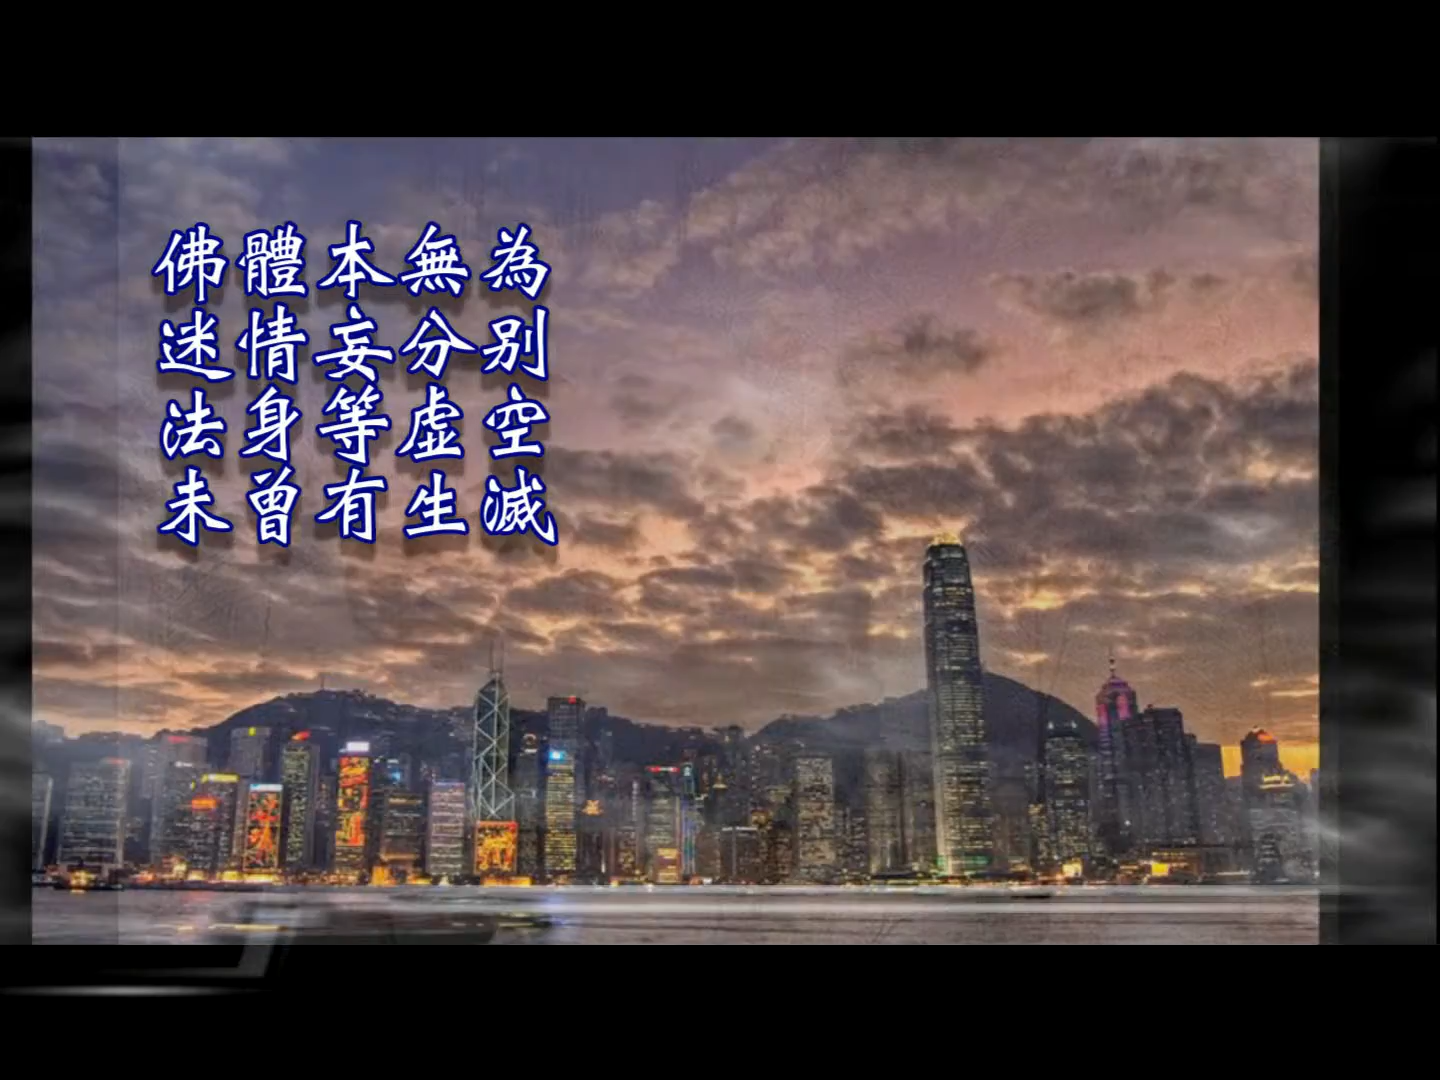 佛體本無為
迷情妄分别
法身等虛空
未曾有生滅